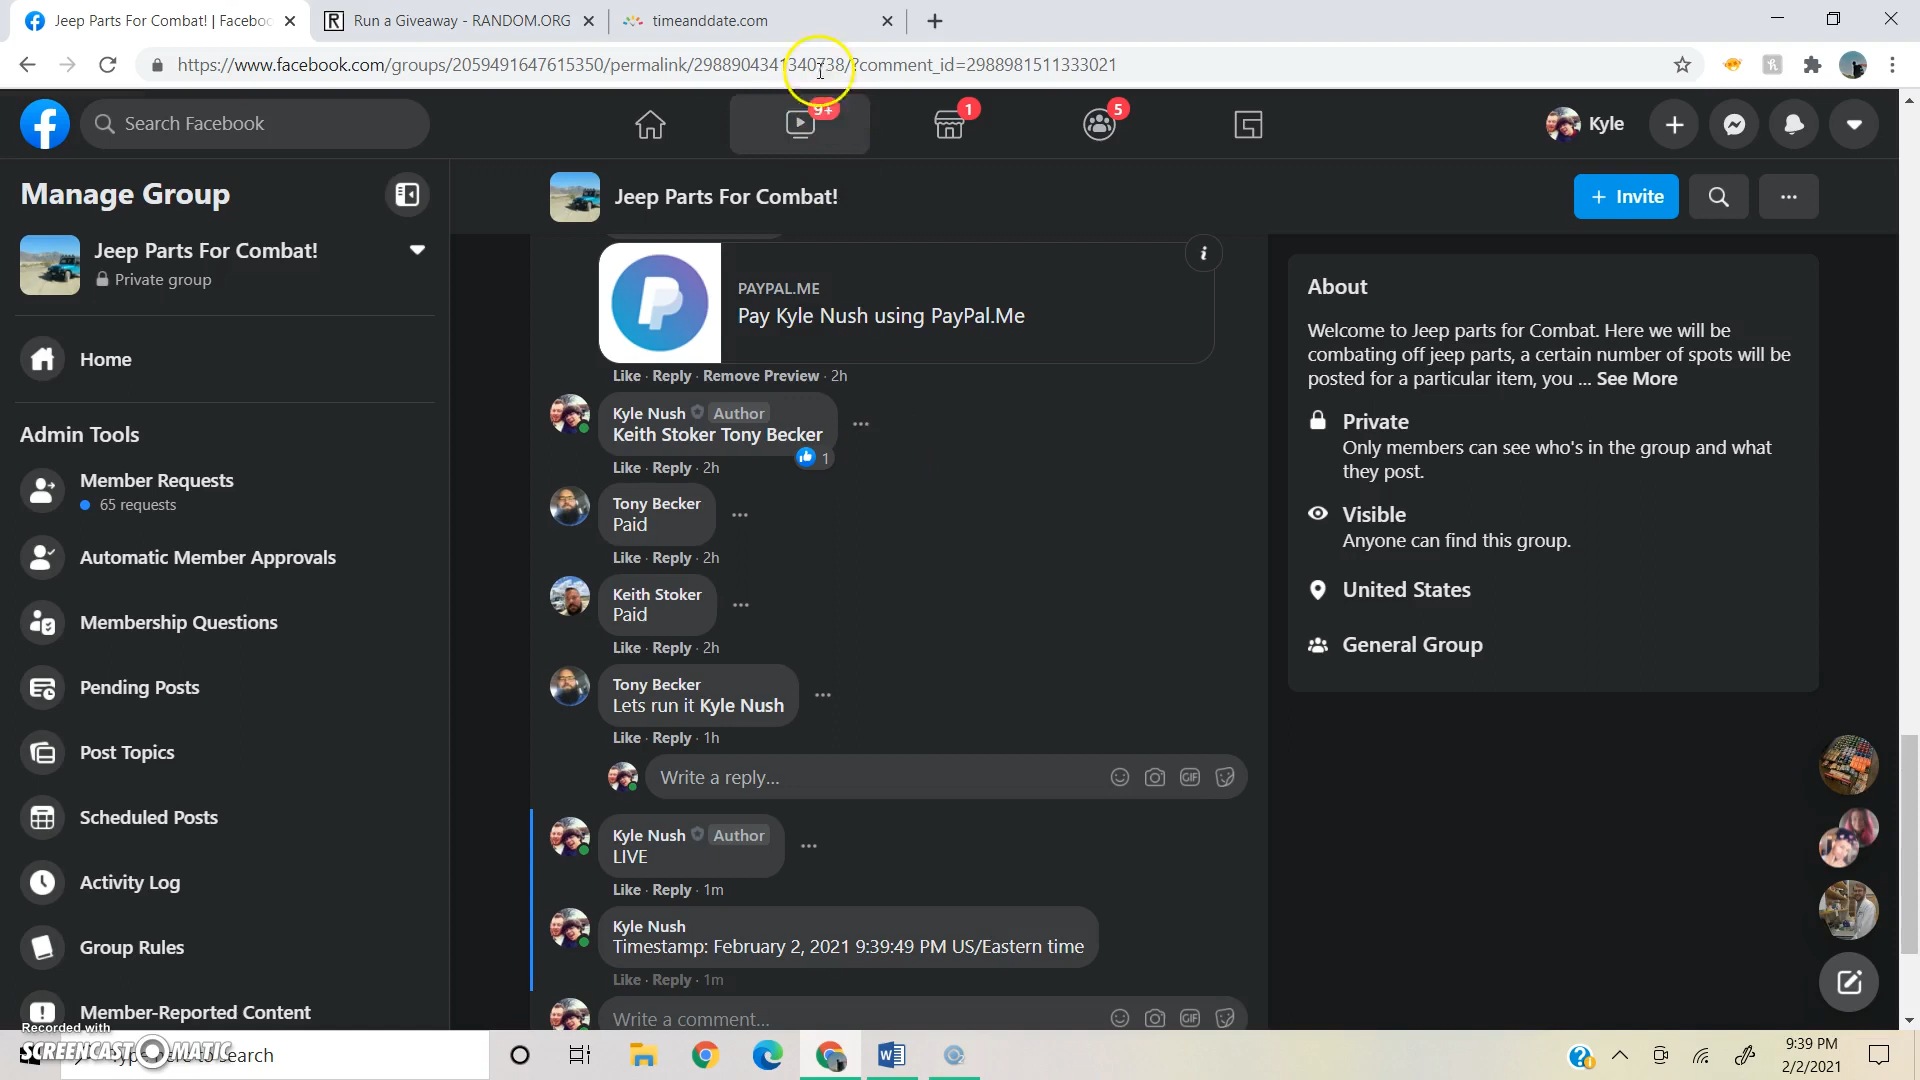 Jeep Parts For Combat! | Faceboo
Run a Giveaway - RANDOM.ORG
timeanddate.com
https://www.facebook.com/groups/2059491647615350/permalink/2988904341340738/?comment_id=2988981511333021
Search Facebook
9+
1
5
Kyle
Manage Group
Jeep Parts For Combat!
Private group
Home
Admin Tools
Member Requests
65 requests
Automatic Member Approvals
Membership Questions
Pending Posts
Post Topics
Scheduled Posts
Activity Log
Group Rules
Member-Reported Content
Jeep Parts For Combat!
+ Invite
PAYPAL.ME
Pay Kyle Nush using PayPal.Me
Like · Reply · Remove Preview · 2h
Kyle Nush Author
Keith Stoker Tony Becker
1
Like · Reply · 2h
Tony Becker
Paid
Like · Reply · 2h
Keith Stoker
Paid
Like · Reply · 2h
Tony Becker
Lets run it Kyle Nush
Like · Reply · 1h
Write a reply...
GIF
Kyle Nush Author
LIVE
Like · Reply · 1m
Kyle Nush
Timestamp: February 2, 2021 9:39:49 PM US/Eastern time
Like · Reply · 1m
Write a comment...
GIF
About
Welcome to Jeep parts for Combat. Here we will be
combating off jeep parts, a certain number of spots will be
posted for a particular item, you ... See More
Private
Only members can see who's in the group and what
they post.
Visible
Anyone can find this group.
United States
General Group
Recorded with
SCREENCAST-O-MATIC
Type here to search
9:39 PM
2/2/2021